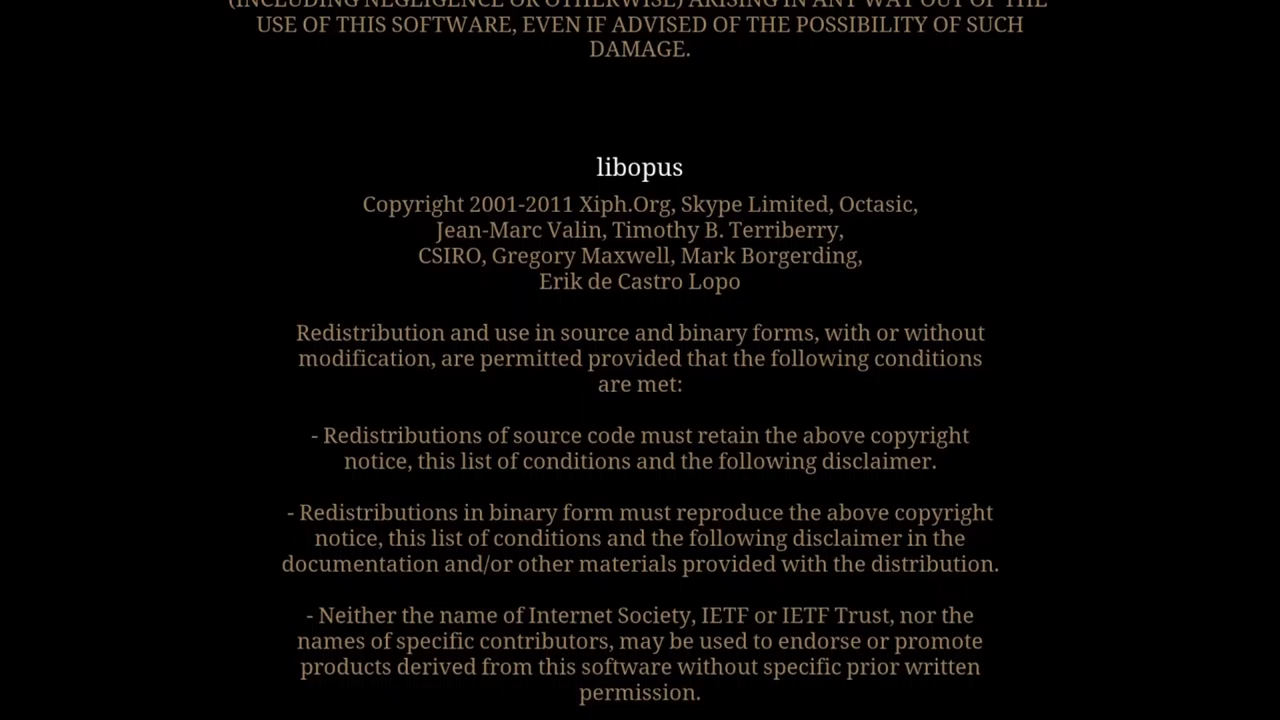 (INCLUDING NEGLIGENCE OR OTHERWISE) ARISING IN ANY WAY OUT OF THE
USE OF THIS SOFTWARE, EVEN IF ADVISED OF THE POSSIBILITY OF SUCH
DAMAGE.
libopus
Copyright 2001-2011 Xiph.Org, Skype Limited, Octasic,
Jean-Marc Valin, Timothy B. Terriberry,
CSIRO, Gregory Maxwell, Mark Borgerding,
Erik de Castro Lopo
Redistribution and use in source and binary forms, with or without
modification, are permitted provided that the following conditions
are met:
- Redistributions of source code must retain the above copyright
notice, this list of conditions and the following disclaimer.
- Redistributions in binary form must reproduce the above copyright
notice, this list of conditions and the following disclaimer in the
documentation and/or other materials provided with the distribution.
- Neither the name of Internet Society, IETF or IETF Trust, nor the
names of specific contributors, may be used to endorse or promote
products derived from this software without specific prior written
permission.